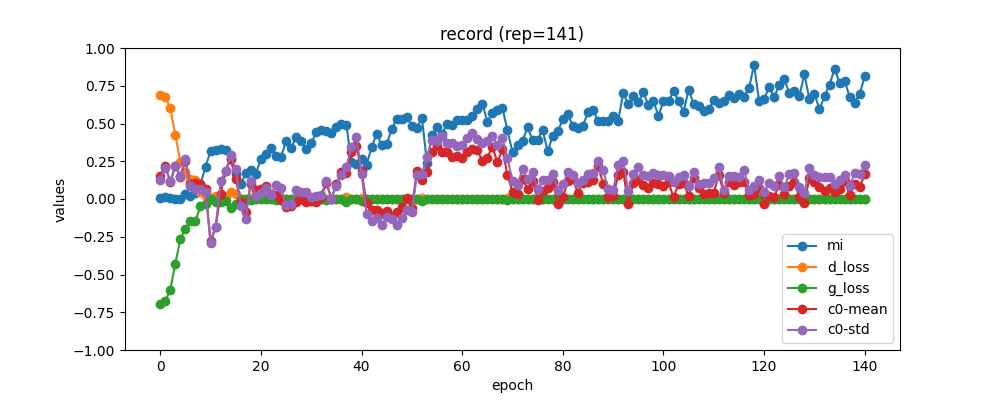 record (rep=141)
1.00
0.75
0.50
0.25
0.00
−0.25
−0.50
−0.75
−1.00
values
0 20 40 60 80 100 120 140
epoch
mi
d_loss
g_loss
c0-mean
c0-std